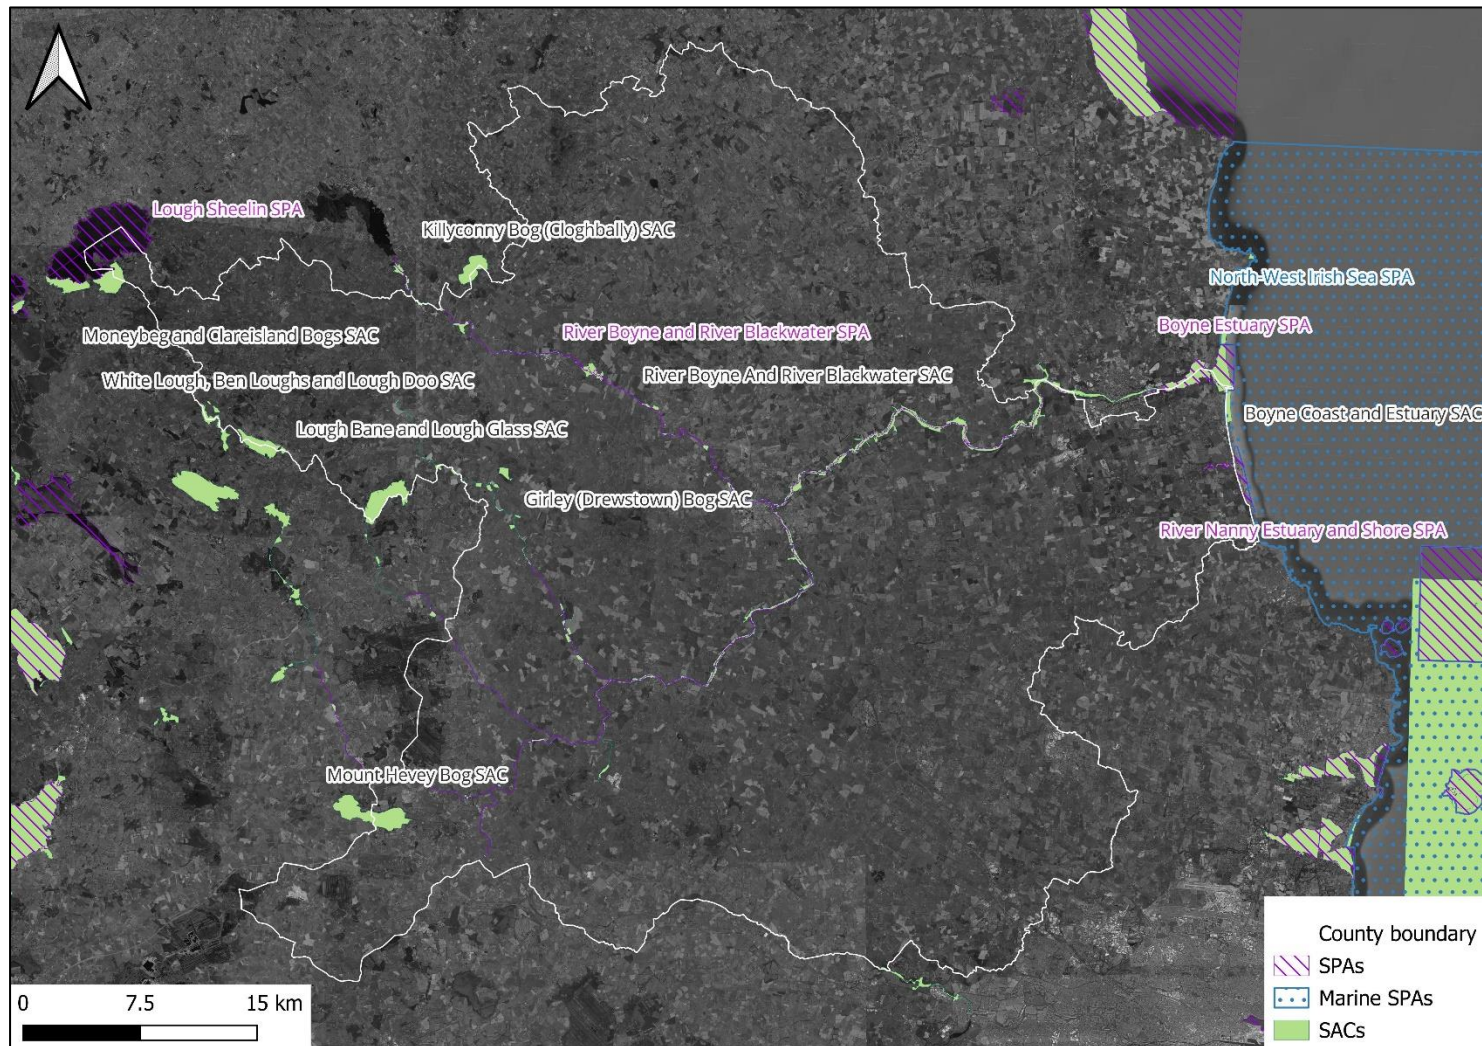 Lough Sheelin SPA
Killyconny Bog (Cloghbally) SAC
North-West Irish Sea SPA
Moneybeg and Clareisland Bogs SAC
River Boyne and River Blackwater SPA
Boyne Estuary SPA
White Lough, Ben Loughs and Lough Doo SAC
River Boyne And River Blackwater SAC
Boyne Coast and Estuary SAC
Lough Bane and Lough Glass SAC
Girley (Drewstown) Bog SAC
River Nanny Estuary and Shore SPA
Mount Hevey Bog SAC
County boundary
SPAs
Marine SPAs
SACs
0 7.5 15 km